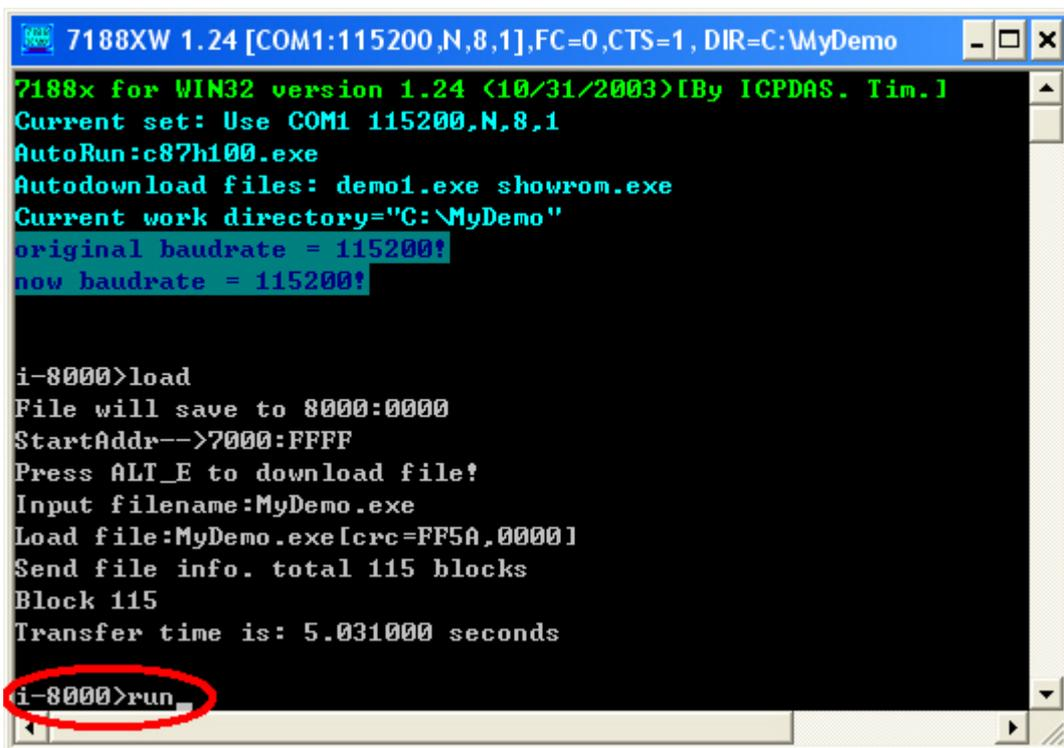 7188XW 1.24 [COM1:115200,N,8,1],FC=0,CTS=1, DIR=C:\MyDemo
7188x for WIN32 version 1.24 (10/31/2003)[By ICPDAS. Tim.]
Current set: Use COM1 115200,N,8,1
AutoRun:c87h100.exe
Autodownload files: demo1.exe showrom.exe
Current work directory="C:\MyDemo"
original baudrate = 115200!
now baudrate = 115200!
i-8000>load
File will save to 8000:0000
StartAddr-->7000:FFFF
Press ALT_E to download file!
Input filename:MyDemo.exe
Load file:MyDemo.exe[crc=FF5A,0000]
Send file info. total 115 blocks
Block 115
Transfer time is: 5.031000 seconds
i-8000>run_